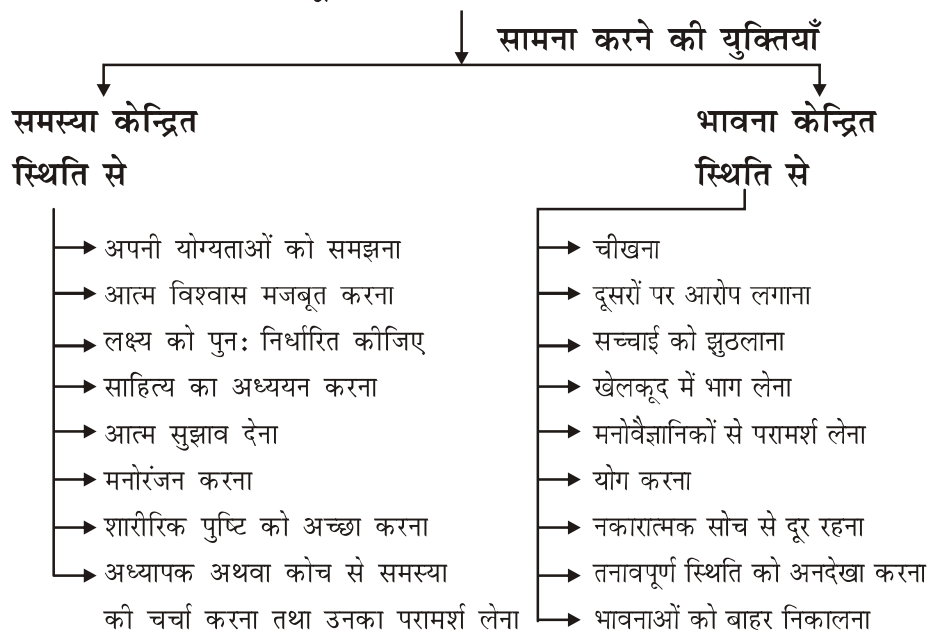 सामना करने की युक्तियाँ
समस्या केन्द्रित
स्थिति से
अपनी योग्यताओं को समझना
आत्म विश्वास मजबूत करना
लक्ष्य को पुनः निर्धारित कीजिए
साहित्य का अध्ययन करना
आत्म सुझाव देना
मनोरंजन करना
शारीरिक पुष्टि को अच्छा करना
अध्यापक अथवा कोच से समस्या
की चर्चा करना तथा उनका परामर्श लेना
भावना केन्द्रित
स्थिति से
चीखना
दूसरों पर आरोप लगाना
सच्चाई को झुठलाना
खेलकूद में भाग लेना
मनोवैज्ञानिकों से परामर्श लेना
योग करना
नकारात्मक सोच से दूर रहना
तनावपूर्ण स्थिति को अनदेखा करना
भावनाओं को बाहर निकालना